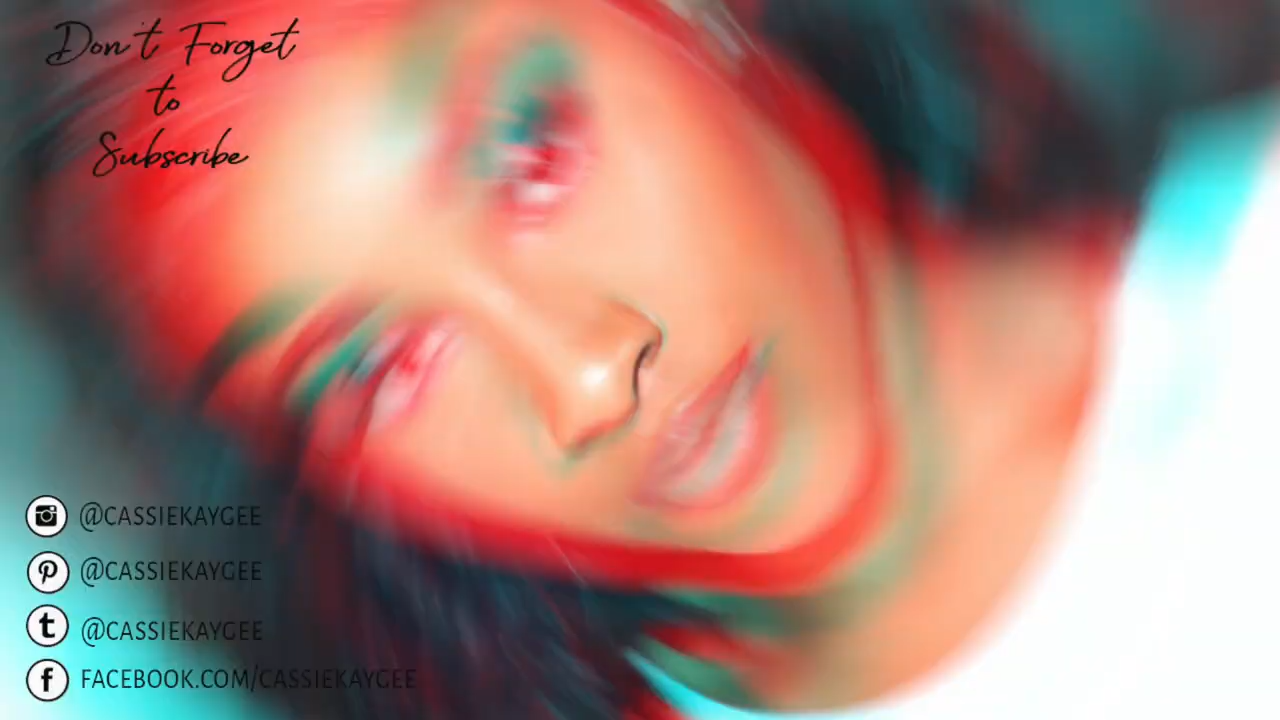 Don't Forget
to
Subscribe
@CASSIEKAYGEE
@CASSIEKAYGEE
@CASSIEKAYGEE
FACEBOOK.COM/CASSIEKAYGEE